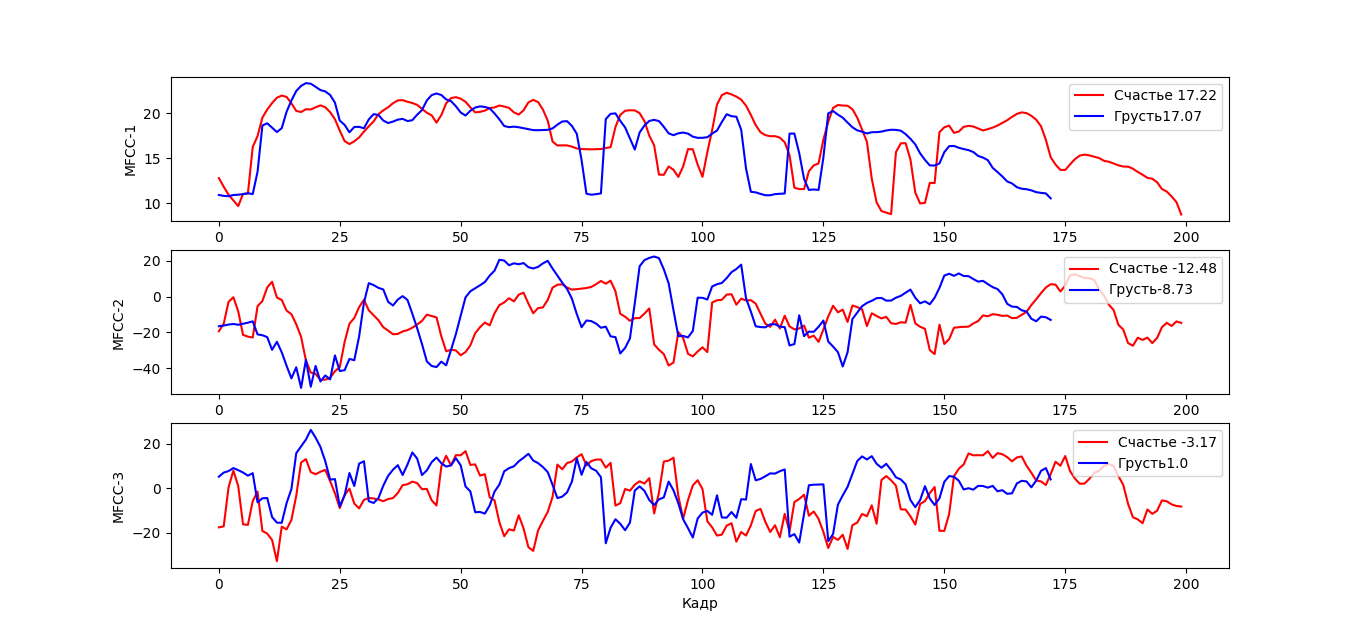 Счастье 17.22
Грусть17.07
MFCC-1
20
15
10
0 25 50 75 100 125 150 175 200
Счастье -12.48
Грусть-8.73
MFCC-2
20
0
−20
−40
0 25 50 75 100 125 150 175 200
Счастье -3.17
Грусть1.0
MFCC-3
20
0
−20
0 25 50 75 100 125 150 175 200
Кадр